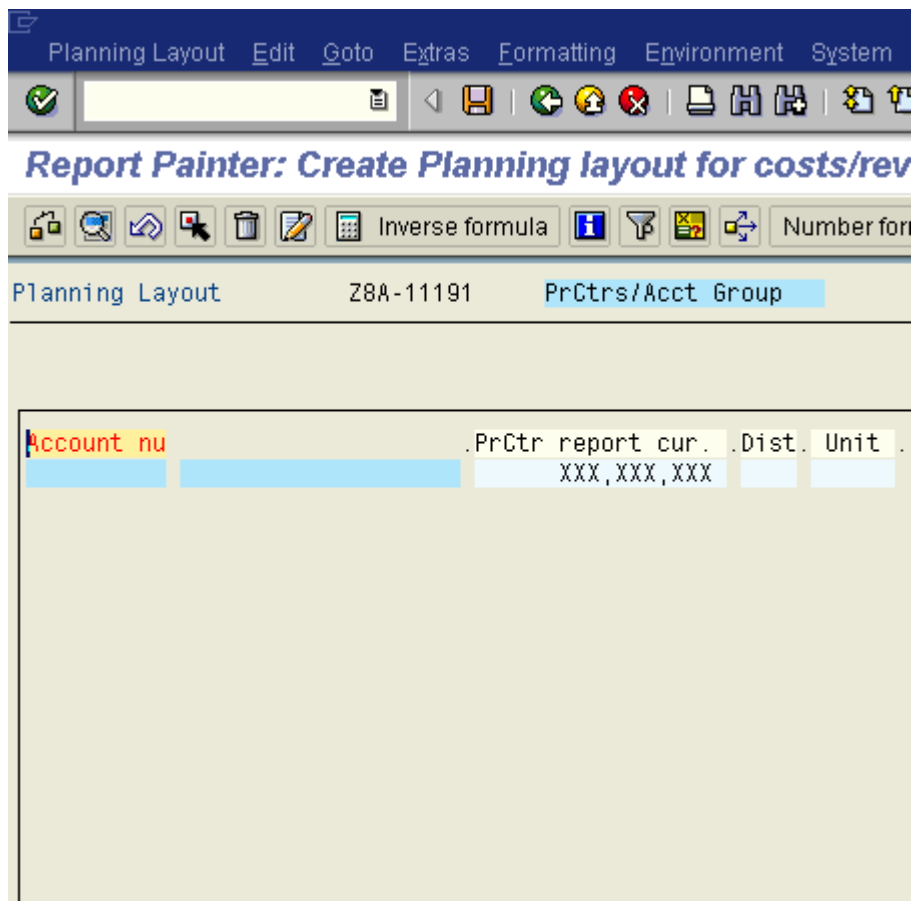 Planning Layout Edit Goto Extras Formatting Environment System
Report Painter: Create Planning layout for costs/rev
Inverse formula Number for
Planning Layout Z8A-11191 PrCtrs/Acct Group
Account nu .PrCtr report cur. .Dist. Unit .
XXX,XXX,XXX